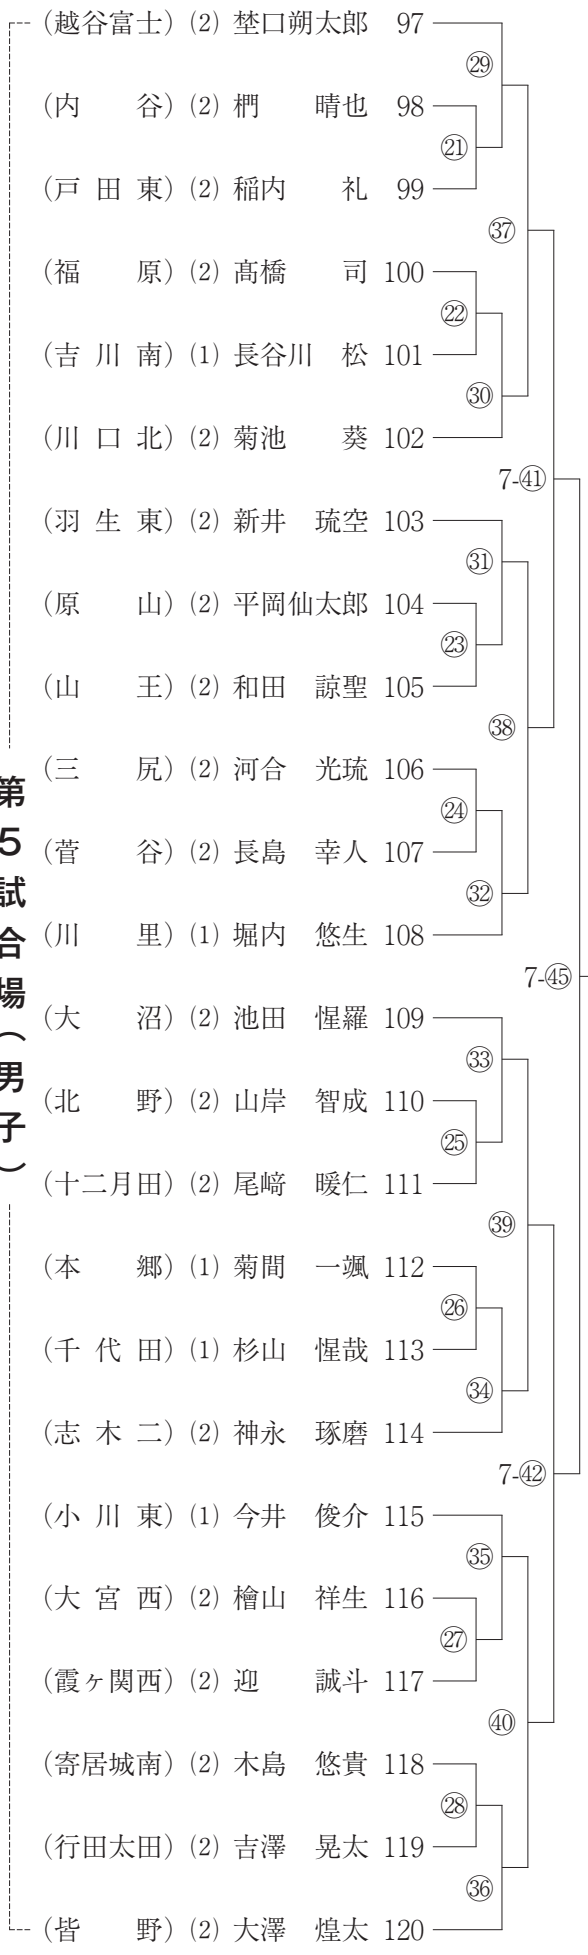 第5試合場（男子）
（越谷富士）(2) 埜口朔太郎 97
㉙
（内　谷）(2) 椚　晴也 98
㉑
（戸田東）(2) 稲内　礼 99
㊲
（福　原）(2) 髙橋　司 100
㉒
（吉川南）(1) 長谷川　松 101
㉚
（川口北）(2) 菊池　葵 102
7-㊶
（羽生東）(2) 新井　琉空 103
㉛
（原　山）(2) 平岡仙太郎 104
㉓
（山　王）(2) 和田　諒聖 105
㊳
（三　尻）(2) 河合　光琉 106
㉔
（菅　谷）(2) 長島　幸人 107
㉜
（川　里）(1) 堀内　悠生 108
7-㊺
（大　沼）(2) 池田　惺羅 109
㉝
（北　野）(2) 山岸　智成 110
㉕
（十二月田）(2) 尾﨑　暖仁 111
㊴
（本　郷）(1) 菊間　一颯 112
㉖
（千代田）(1) 杉山　惺哉 113
㉞
（志木二）(2) 神永　琢磨 114
7-㊷
（小川東）(1) 今井　俊介 115
㉟
（大宮西）(2) 檜山　祥生 116
㉗
（霞ヶ関西）(2) 迎　誠斗 117
㊵
（寄居城南）(2) 木島　悠貴 118
㉘
（行田太田）(2) 吉澤　晃太 119
㊱
（皆　野）(2) 大澤　煌太 120